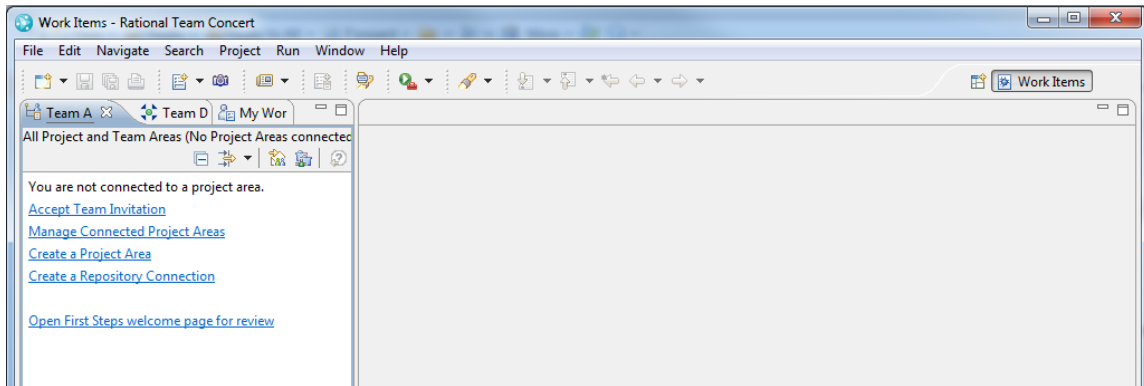 Work Items - Rational Team Concert
File Edit Navigate Search Project Run Window Help
Work Items
Team A Team D My Wor
All Project and Team Areas (No Project Areas connected
You are not connected to a project area.
Accept Team Invitation
Manage Connected Project Areas
Create a Project Area
Create a Repository Connection
Open First Steps welcome page for review